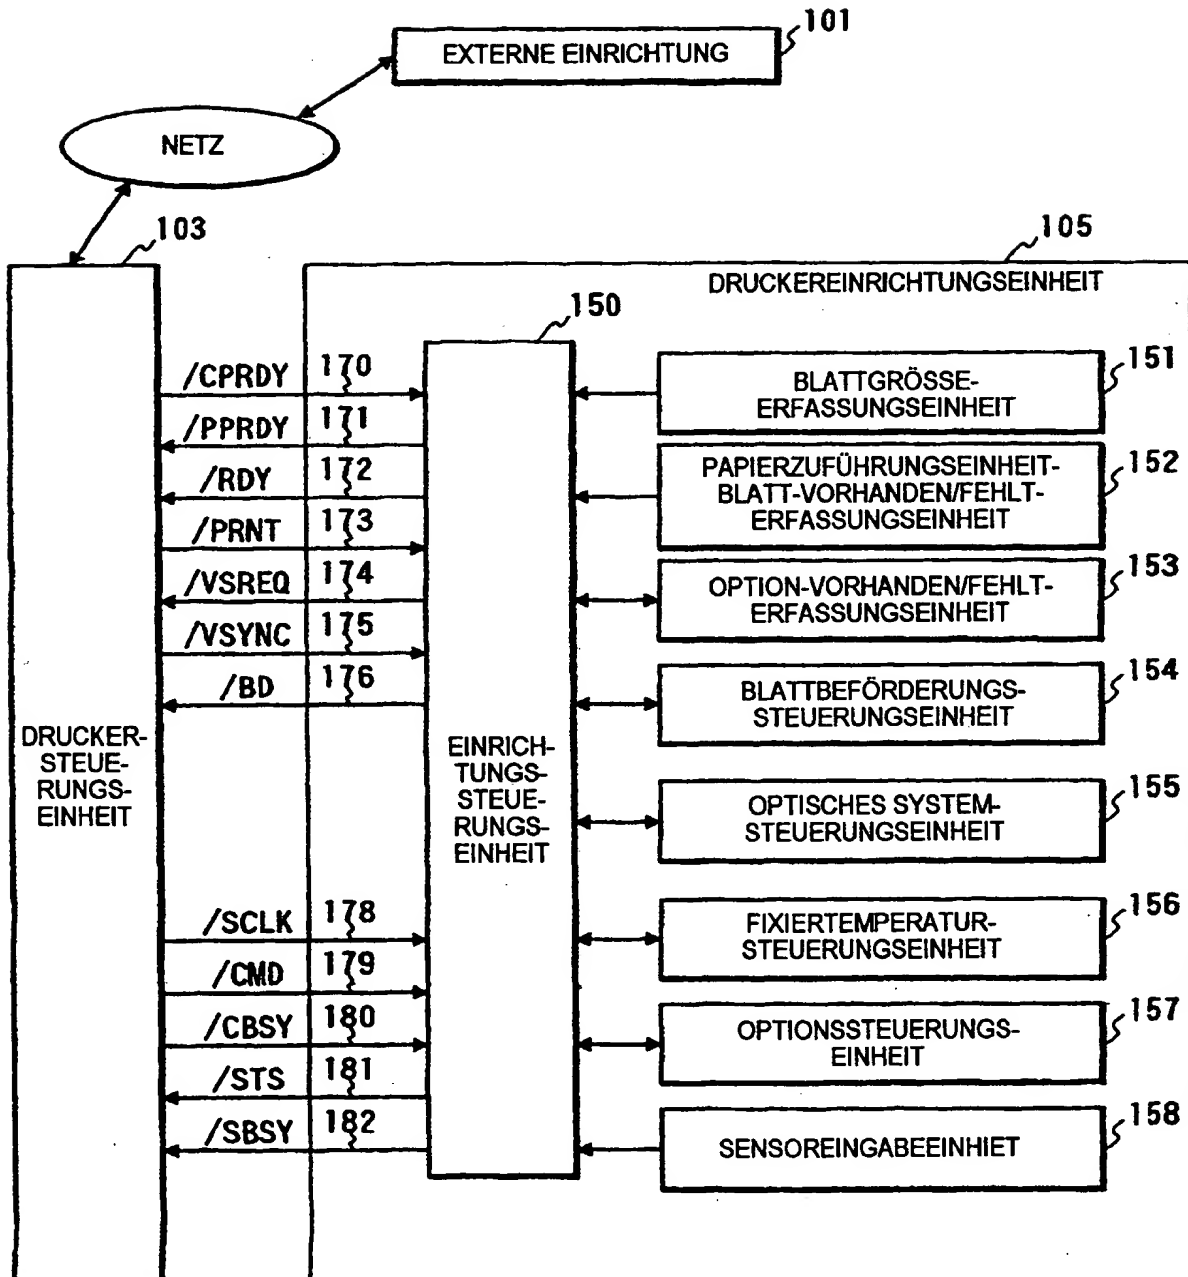 101
EXTERNE EINRICHTUNG
NETZ
103
105
DRUCKEREINRICHTUNGSEINHEIT
150
/CPRDY 170
/PPRDY 171
/RDY 172
/PRNT 173
/VSREQ 174
/VSYNC 175
/BD 176
DRUCKER-
STEUE-
RUNGS-
EINHEIT
/SCLK 178
/CMD 179
/CBSY 180
/STS 181
/SBSY 182
EINRICH-
TUNGS-
STEUE-
RUNGS-
EINHEIT
BLATTGRÖSSE-
ERFASSUNGSEINHEIT
151
PAPIERZUFÜHRUNGSEINHEIT-
BLATT-VORHANDEN/FEHLT-
ERFASSUNGSEINHEIT
152
OPTION-VORHANDEN/FEHLT-
ERFASSUNGSEINHEIT
153
BLATTBEFÖRDERUNGS-
STEUERUNGSEINHEIT
154
OPTISCHES SYSTEM-
STEUERUNGSEINHEIT
155
FIXIERTEMPERATUR-
STEUERUNGSEINHEIT
156
OPTIONSSTEUERUNGS-
EINHEIT
157
SENSOREINGABEEINHIET
158